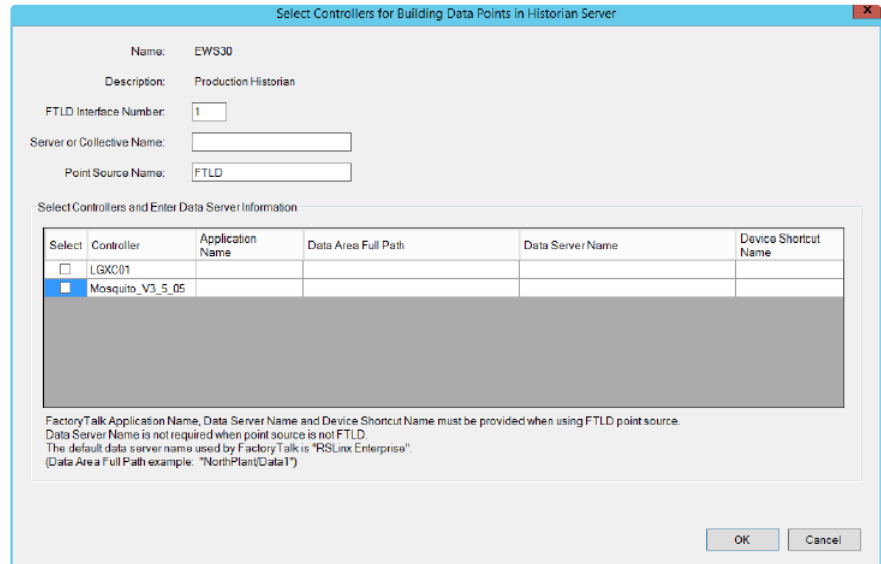 Select Controllers for Building Data Points in Historian Server
X
Name: EWS30
Description: Production Historian
FTLD Interface Number: 1
Server or Collective Name:
Point Source Name: FTLD
Select Controllers and Enter Data Server Information
Select Controller Application Name Data Area Full Path Data Server Name Device Shortcut Name
LGXC01
Mosquito_V3_5_05
FactoryTalk Application Name, Data Server Name and Device Shortcut Name must be provided when using FTLD point source.
Data Server Name is not required when point source is not FTLD.
The default data server name used by FactoryTalk is "RSLinx Enterprise".
(Data Area Full Path example: "NorthPlant/Data1")
OK Cancel